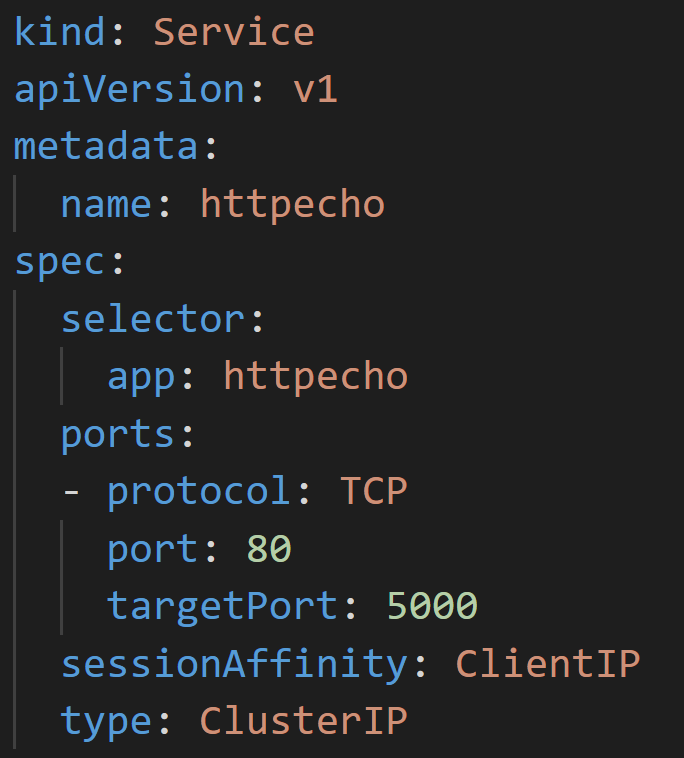 kind: Service
apiVersion: v1
metadata:
  name: httpecho
spec:
  selector:
    app: httpecho
  ports:
  - protocol: TCP
    port: 80
    targetPort: 5000
  sessionAffinity: ClientIP
  type: ClusterIP